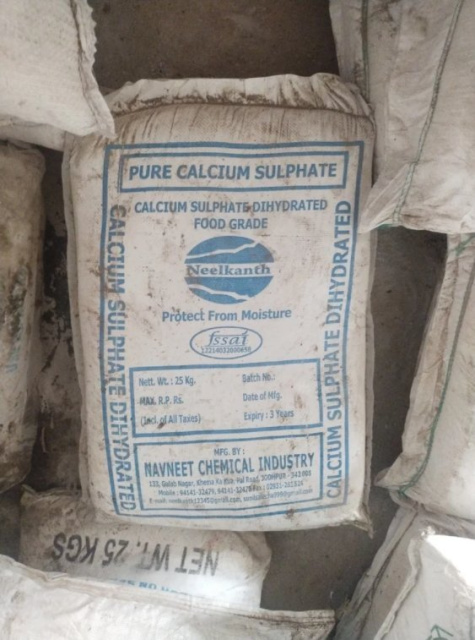 PURE CALCIUM SULPHATE
CALCIUM SULPHATE DIHYDRATED
FOOD GRADE
Neelkanth
Protect From Moisture
fssai
Nett. Wt. : 25 Kg.
Batch No.:
MAX. R.P. Rs.
Date of Mfg.
(Incl. of All Taxes)
Expiry : 3 Years
MFG. BY :
NAVNEET CHEMICAL INDUSTRY
CALCIUM SULPHATE DIHYDRATED
CALCIUM SULPHATE DIHYDRATED
NET WT. 25 KGS